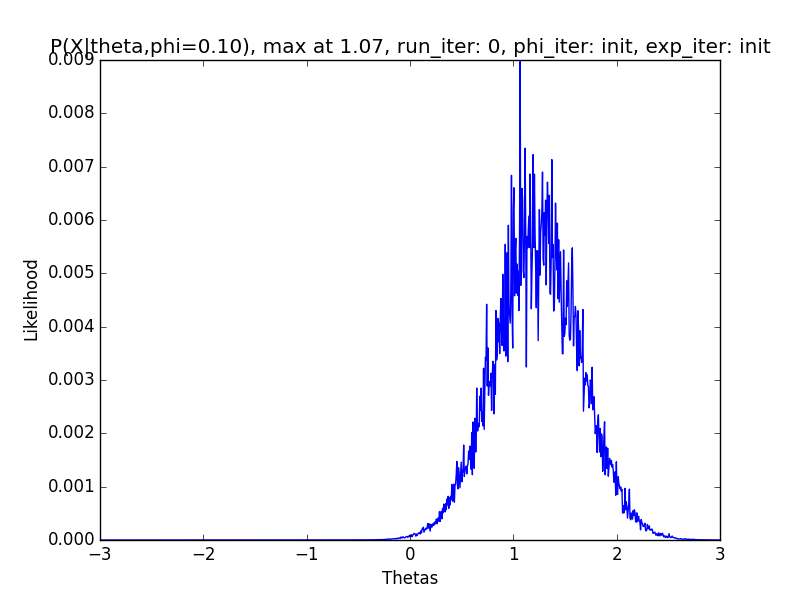 P(X|theta,phi=0.10), max at 1.07, run_iter: 0, phi_iter: init, exp_iter: init
0.009
0.008
0.007
0.006
0.005
0.004
0.003
0.002
0.001
0.000
Likelihood
−3 −2 −1 0 1 2 3
Thetas